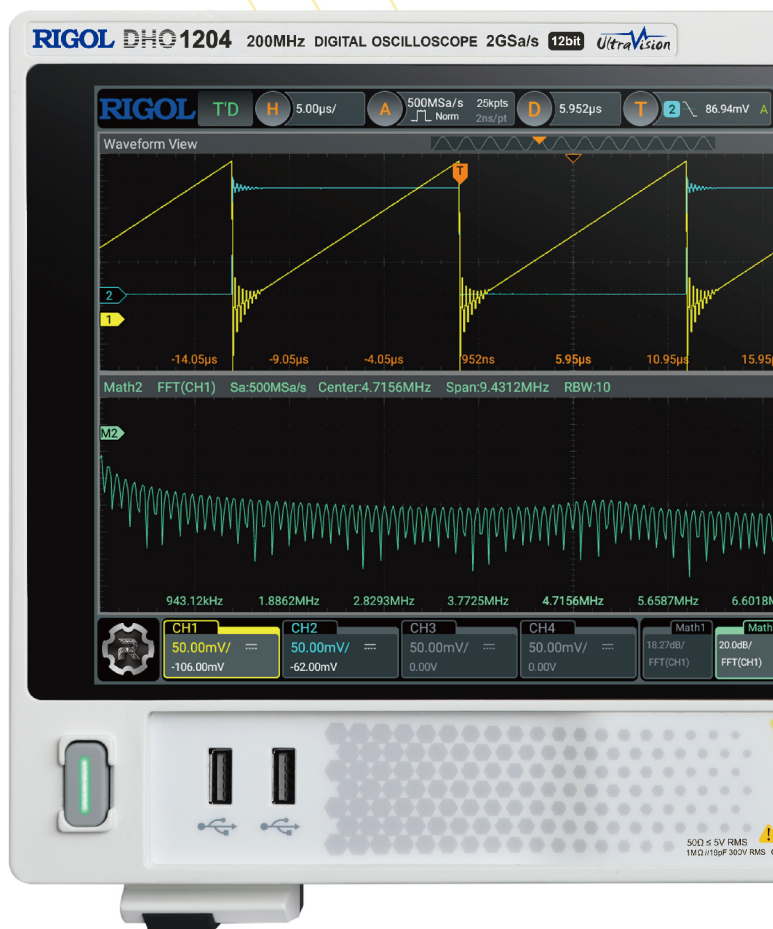 RIGOL DHO1204 200MHz DIGITAL OSCILLOSCOPE 2GSa/s 12bit UltraVision
RIGOL T'D H 5.00µs/ A 500MSa/s 25kpts D 5.952µs T 2 86.94mV A
Norm 2ns/pt
Waveform View
T
2
1
-14.05µs -9.05µs -4.05µs 952ns 5.95µs 10.95µs 15.95
Math2 FFT(CH1) Sa:500MSa/s Center:4.7156MHz Span:9.4312MHz RBW:10
M2
943.12kHz 1.8862MHz 2.8293MHz 3.7725MHz 4.7156MHz 5.6587MHz 6.6018M
CH1 CH2 CH3 CH4 Math1 Math
50.00mV/ 50.00mV/ 50.00mV/ 50.00mV/ 18.27dB/ 20.0dB/
-106.00mV -62.00mV 0.00V 0.00V FFT(CH1) FFT(CH1)
50Ω ≤ 5V RMS
1MΩ//19pF 300V RMS